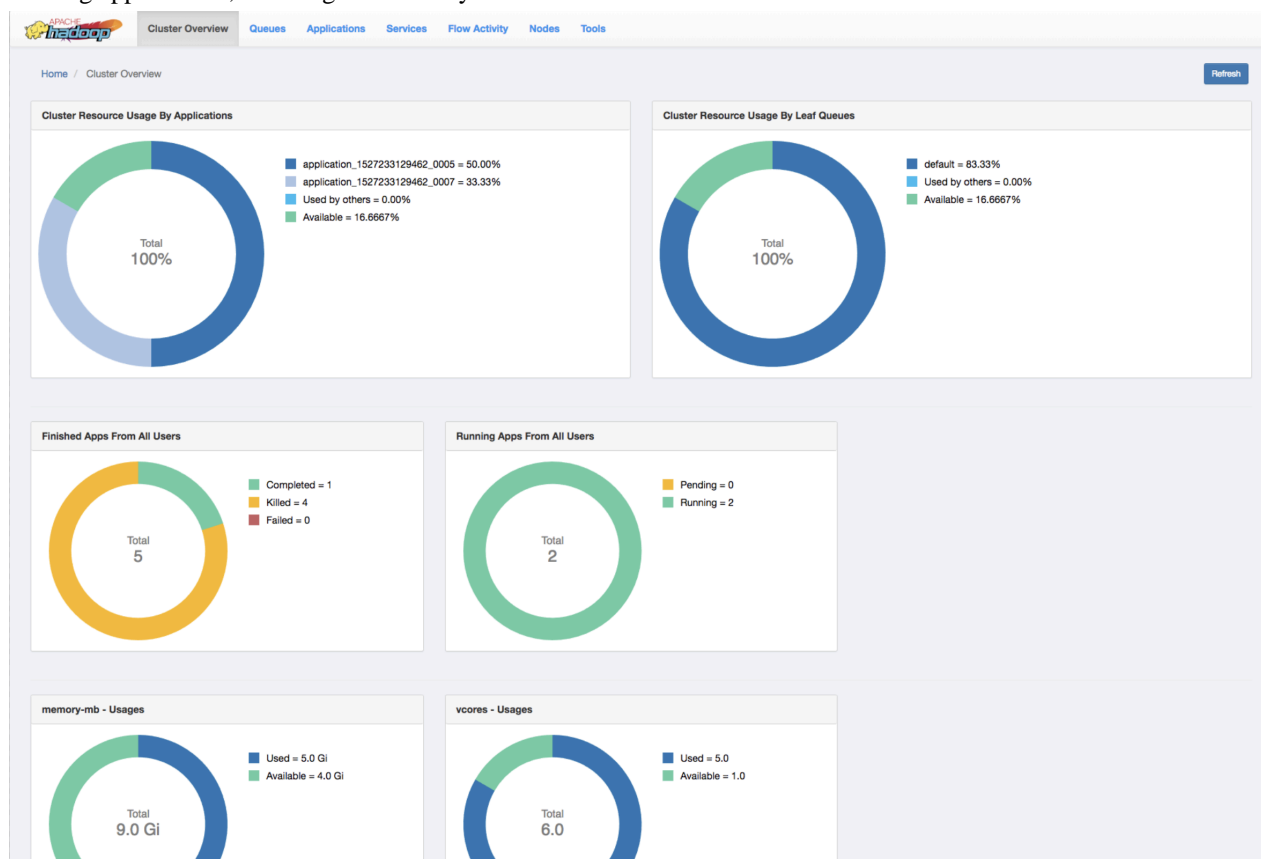 APACHE
hadoop
Cluster Overview Queues Applications Services Flow Activity Nodes Tools
Home / Cluster Overview
Refresh
Cluster Resource Usage By Applications
application_1527233129462_0005 = 50.00%
application_1527233129462_0007 = 33.33%
Used by others = 0.00%
Available = 16.6667%
Total
100%
Cluster Resource Usage By Leaf Queues
default = 83.33%
Used by others = 0.00%
Available = 16.6667%
Total
100%
Finished Apps From All Users
Completed = 1
Killed = 4
Failed = 0
Total
5
Running Apps From All Users
Pending = 0
Running = 2
Total
2
memory-mb - Usages
Used = 5.0 Gi
Available = 4.0 Gi
Total
9.0 Gi
vcores - Usages
Used = 5.0
Available = 1.0
Total
6.0